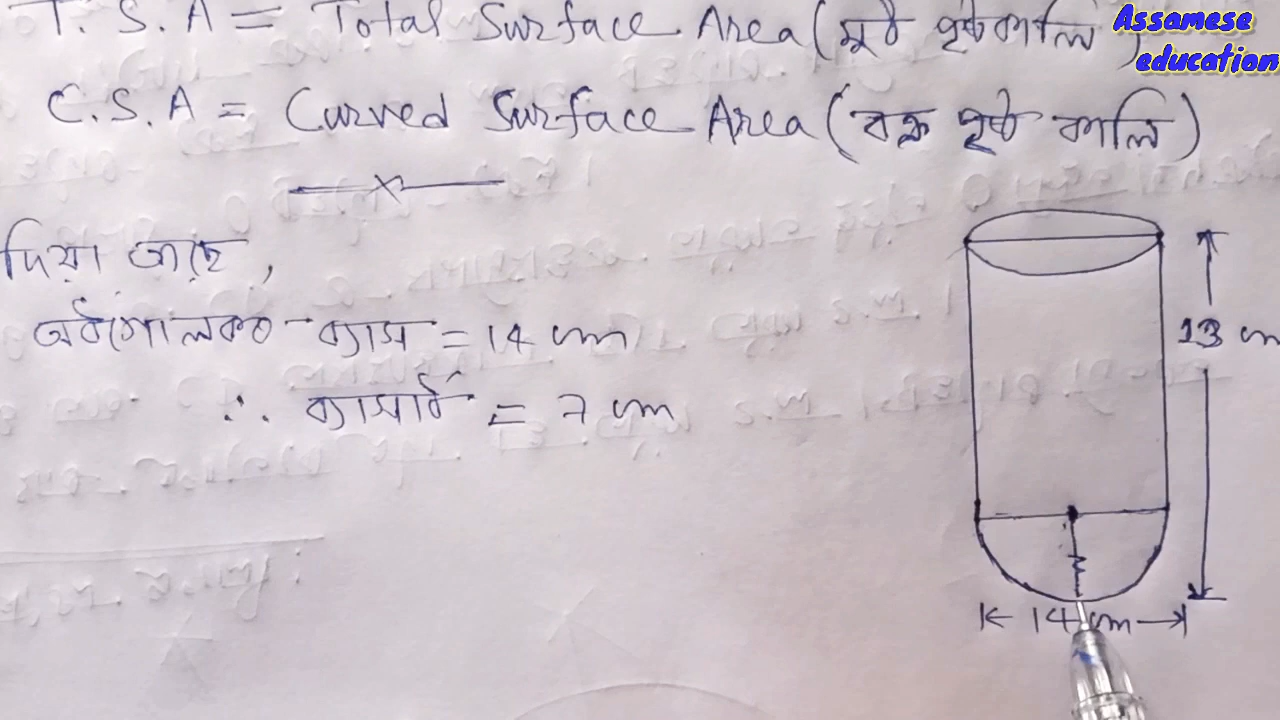 T. S. A = Total Surface Area (মুঠ পৃষ্ঠকালি)
Assamese
education
C.S.A = Curved Surface Area (বক্ৰ পৃষ্ঠ কালি)
দিয়া আছে,
অৰ্ধগোলকৰ ব্যাস = 14 cm
∴ ব্যাসাৰ্ধ = 7 cm
13 cm
r
14 cm